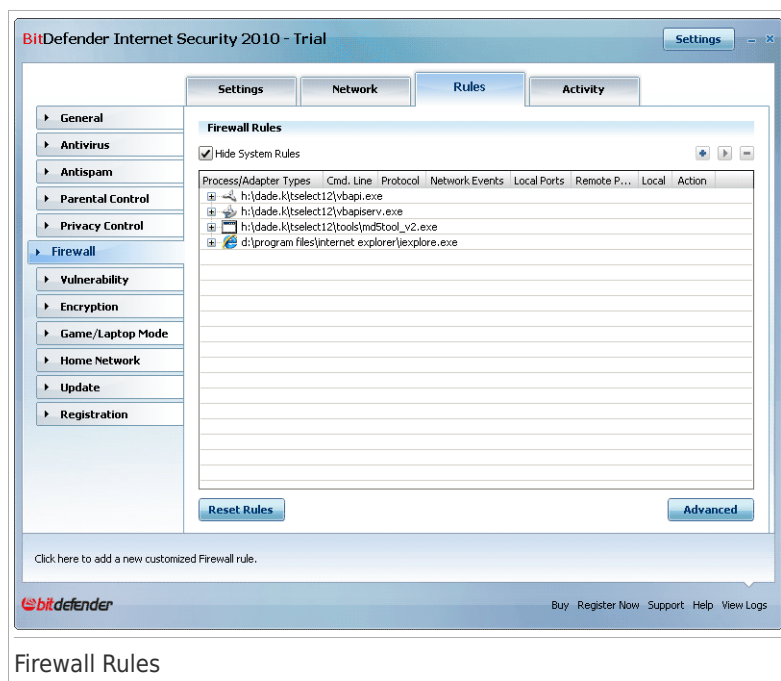 BitDefender Internet Security 2010 - Trial
Settings
Settings
Network
Rules
Activity
General
Antivirus
Antispam
Parental Control
Privacy Control
Firewall
Vulnerability
Encryption
Game/Laptop Mode
Home Network
Update
Registration
Firewall Rules
Hide System Rules
Process/Adapter Types Cmd. Line Protocol Network Events Local Ports Remote P... Local Action
h:\dade.k\tselect12\vbapi.exe
h:\dade.k\tselect12\vbapiserv.exe
h:\dade.k\tselect12\tools\md5tool_v2.exe
d:\program files\internet explorer\iexplore.exe
Reset Rules
Advanced
Click here to add a new customized Firewall rule.
bitdefender
Buy Register Now Support Help View Logs
Firewall Rules